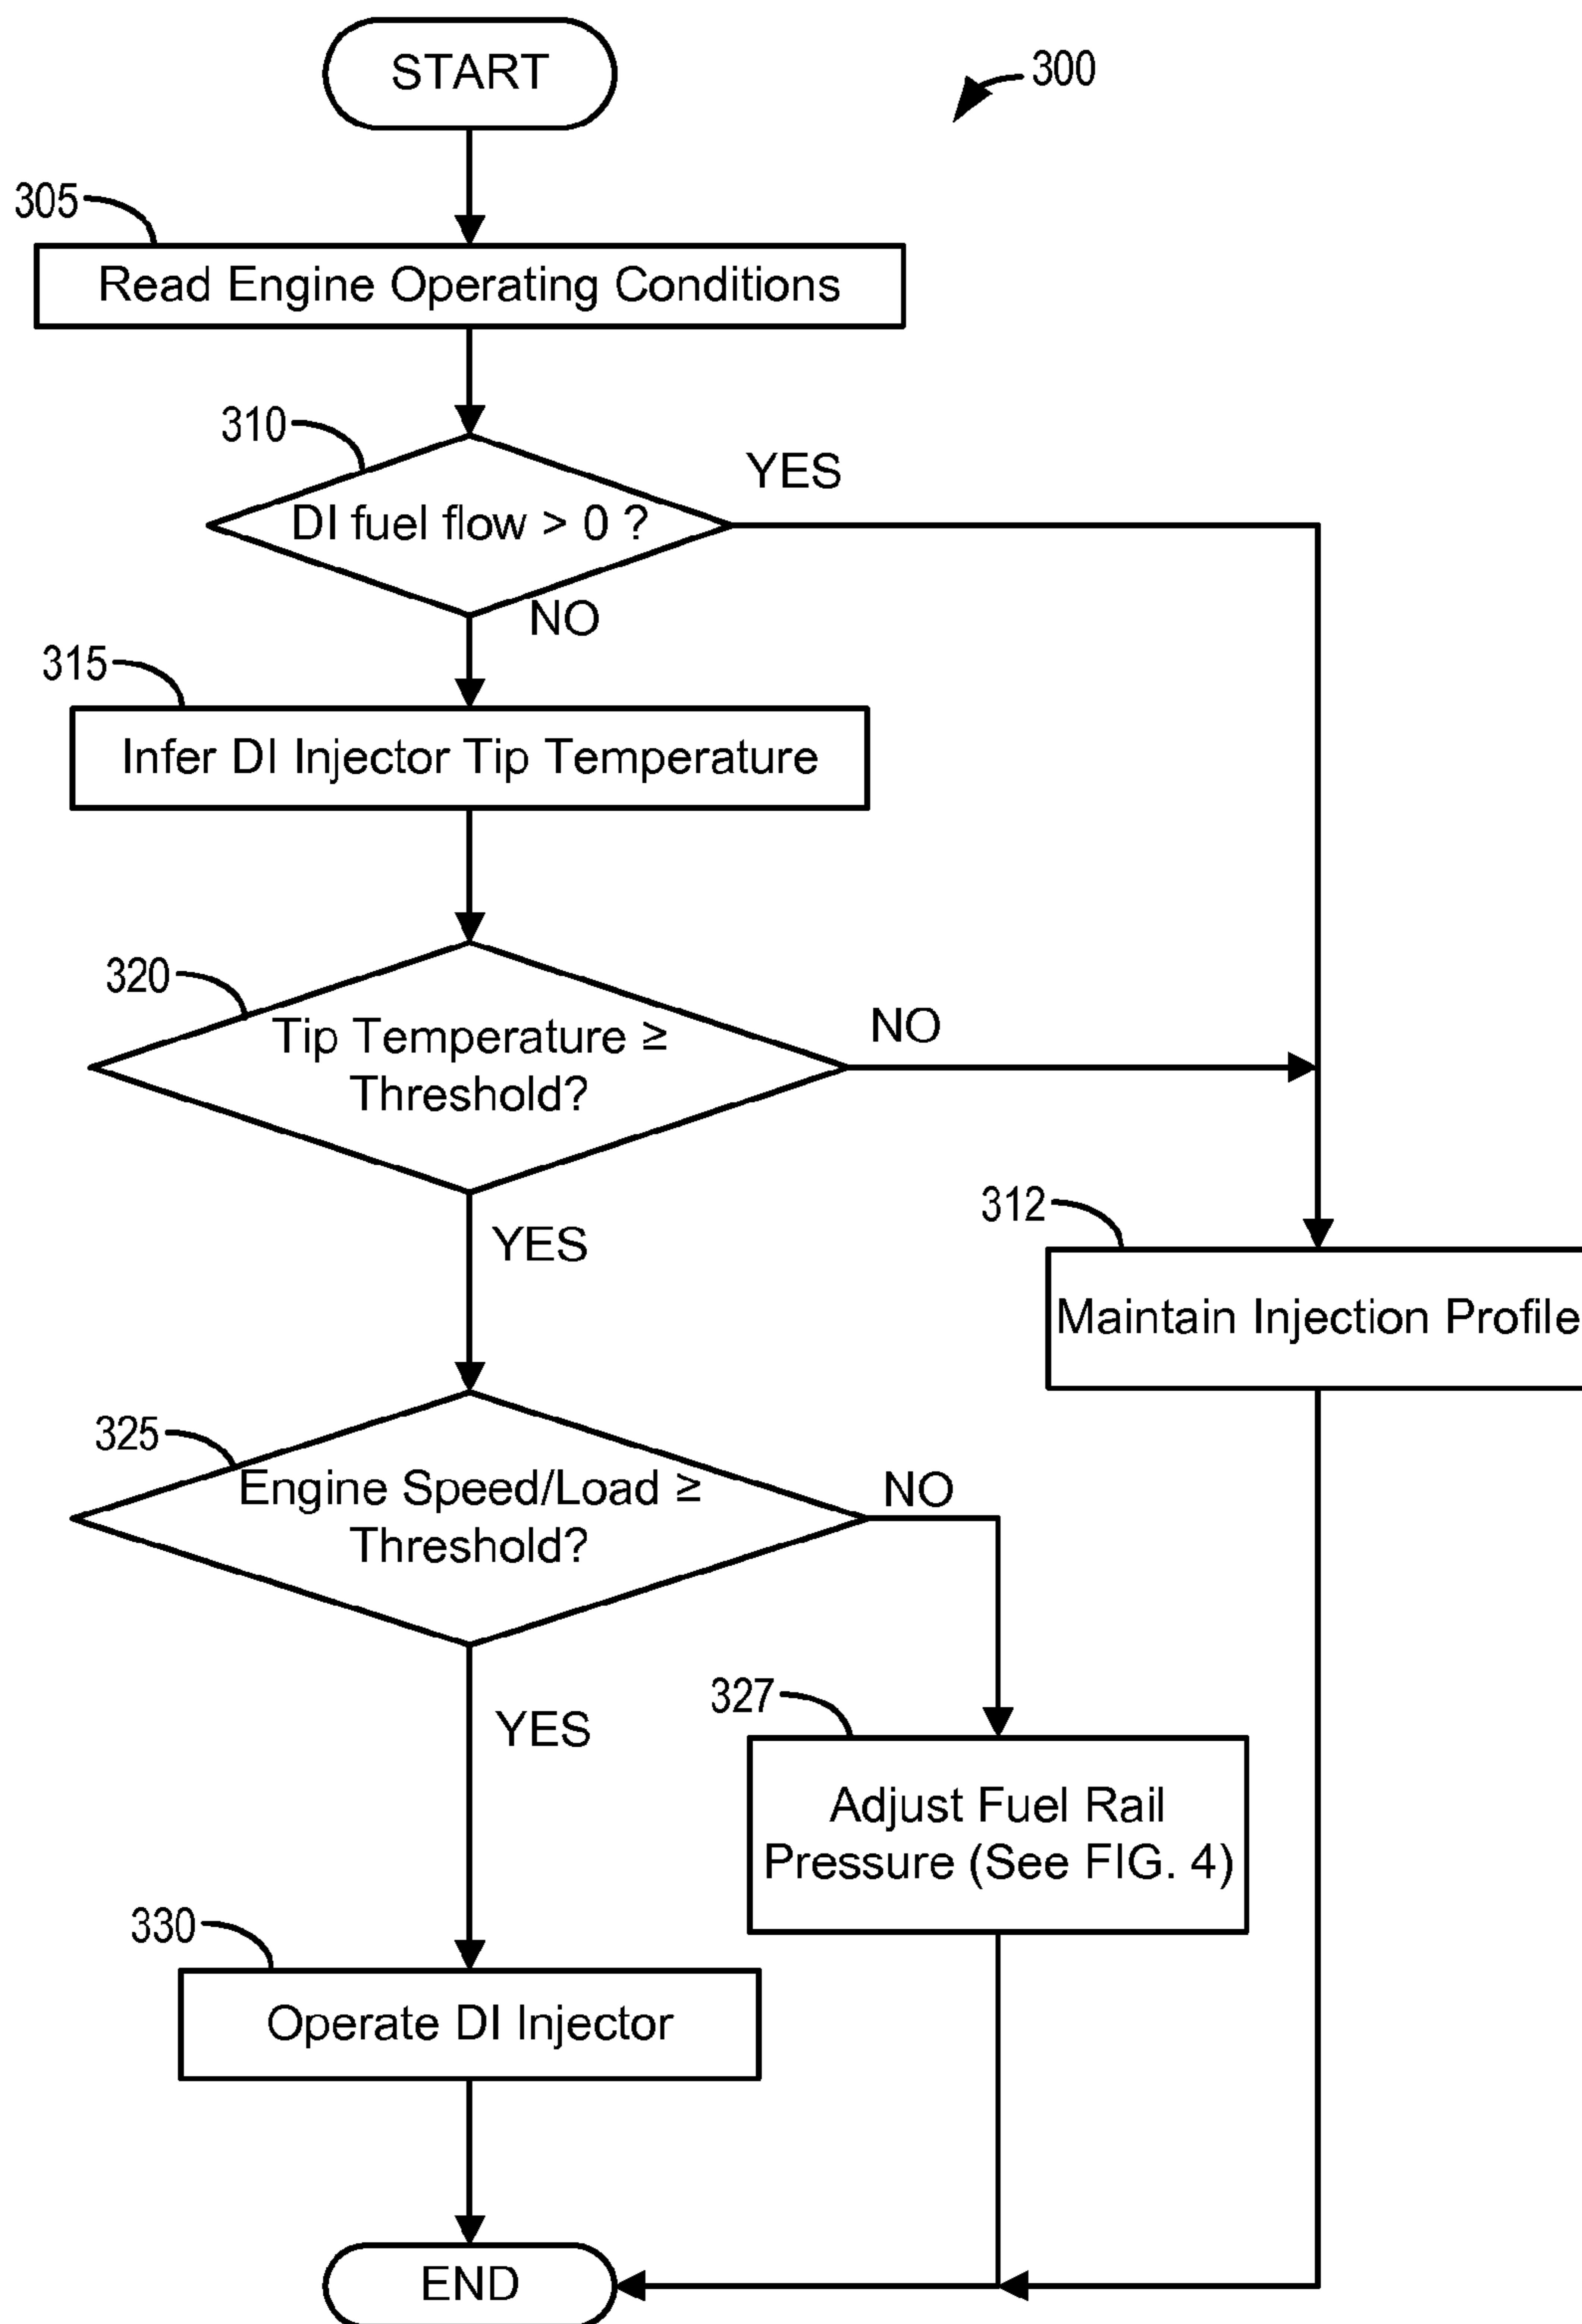 START
300
305
Read Engine Operating Conditions
310
YES
DI fuel flow > 0 ?
NO
315
Infer DI Injector Tip Temperature
320
Tip Temperature ≥
Threshold?
NO
YES
312
Maintain Injection Profile
325
Engine Speed/Load ≥
Threshold?
NO
YES
327
Adjust Fuel Rail
Pressure (See FIG. 4)
330
Operate DI Injector
END